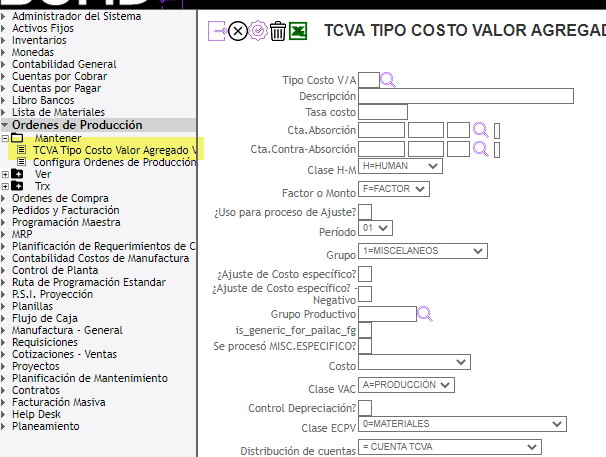 Administrador del Sistema
Activos Fijos
Inventarios
Monedas
Contabilidad General
Cuentas por Cobrar
Cuentas por Pagar
Libro Bancos
Lista de Materiales
Ordenes de Producción
Mantener
TCVA Tipo Costo Valor Agregado V
Configura Ordenes de Producción
Ver
Trx
Ordenes de Compra
Pedidos y Facturación
Programación Maestra
MRP
Planificación de Requerimientos de C
Contabilidad Costos de Manufactura
Control de Planta
Ruta de Programación Estandar
P.S.I. Proyección
Planillas
Flujo de Caja
Manufactura - General
Requisiciones
Cotizaciones - Ventas
Proyectos
Planificación de Mantenimiento
Contratos
Facturación Masiva
Help Desk
Planeamiento
TCVA TIPO COSTO VALOR AGREGAD
Tipo Costo V/A
Descripción
Tasa costo
Cta.Absorción
Cta.Contra-Absorción
Clase H-M H=HUMAN
Factor o Monto F=FACTOR
¿Uso para proceso de Ajuste?
Período 01
Grupo 1=MISCELANEOS
¿Ajuste de Costo específico?
¿Ajuste de Costo específico? -
Negativo
Grupo Productivo
is_generic_for_pailac_fg
Se procesó MISC.ESPECIFICO?
Costo
Clase VAC A=PRODUCCIÓN
Control Depreciación?
Clase ECPV 0=MATERIALES
Distribución de cuentas = CUENTA TCVA